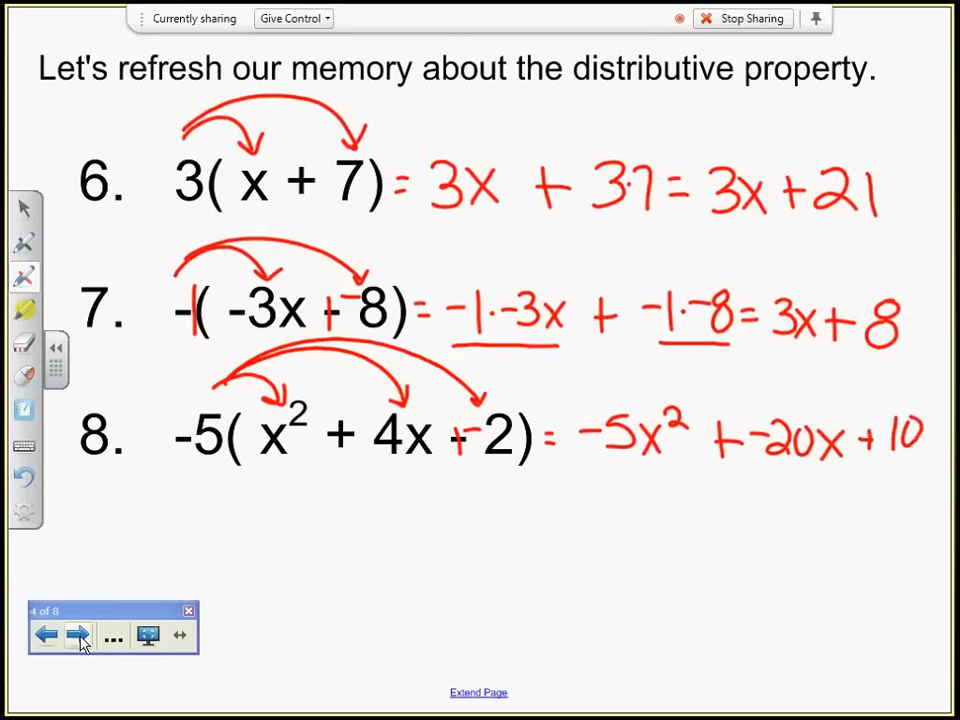 Currently sharing Give Control Stop Sharing
Let's refresh our memory about the distributive property.
6. 3( x + 7) = 3x + 3·7 = 3x + 21
7. -1( -3x + -8) = -1·-3x + -1·-8 = 3x + 8
8. -5( x² + 4x + -2) = -5x² + -20x + 10
4 of 8
...
Extend Page